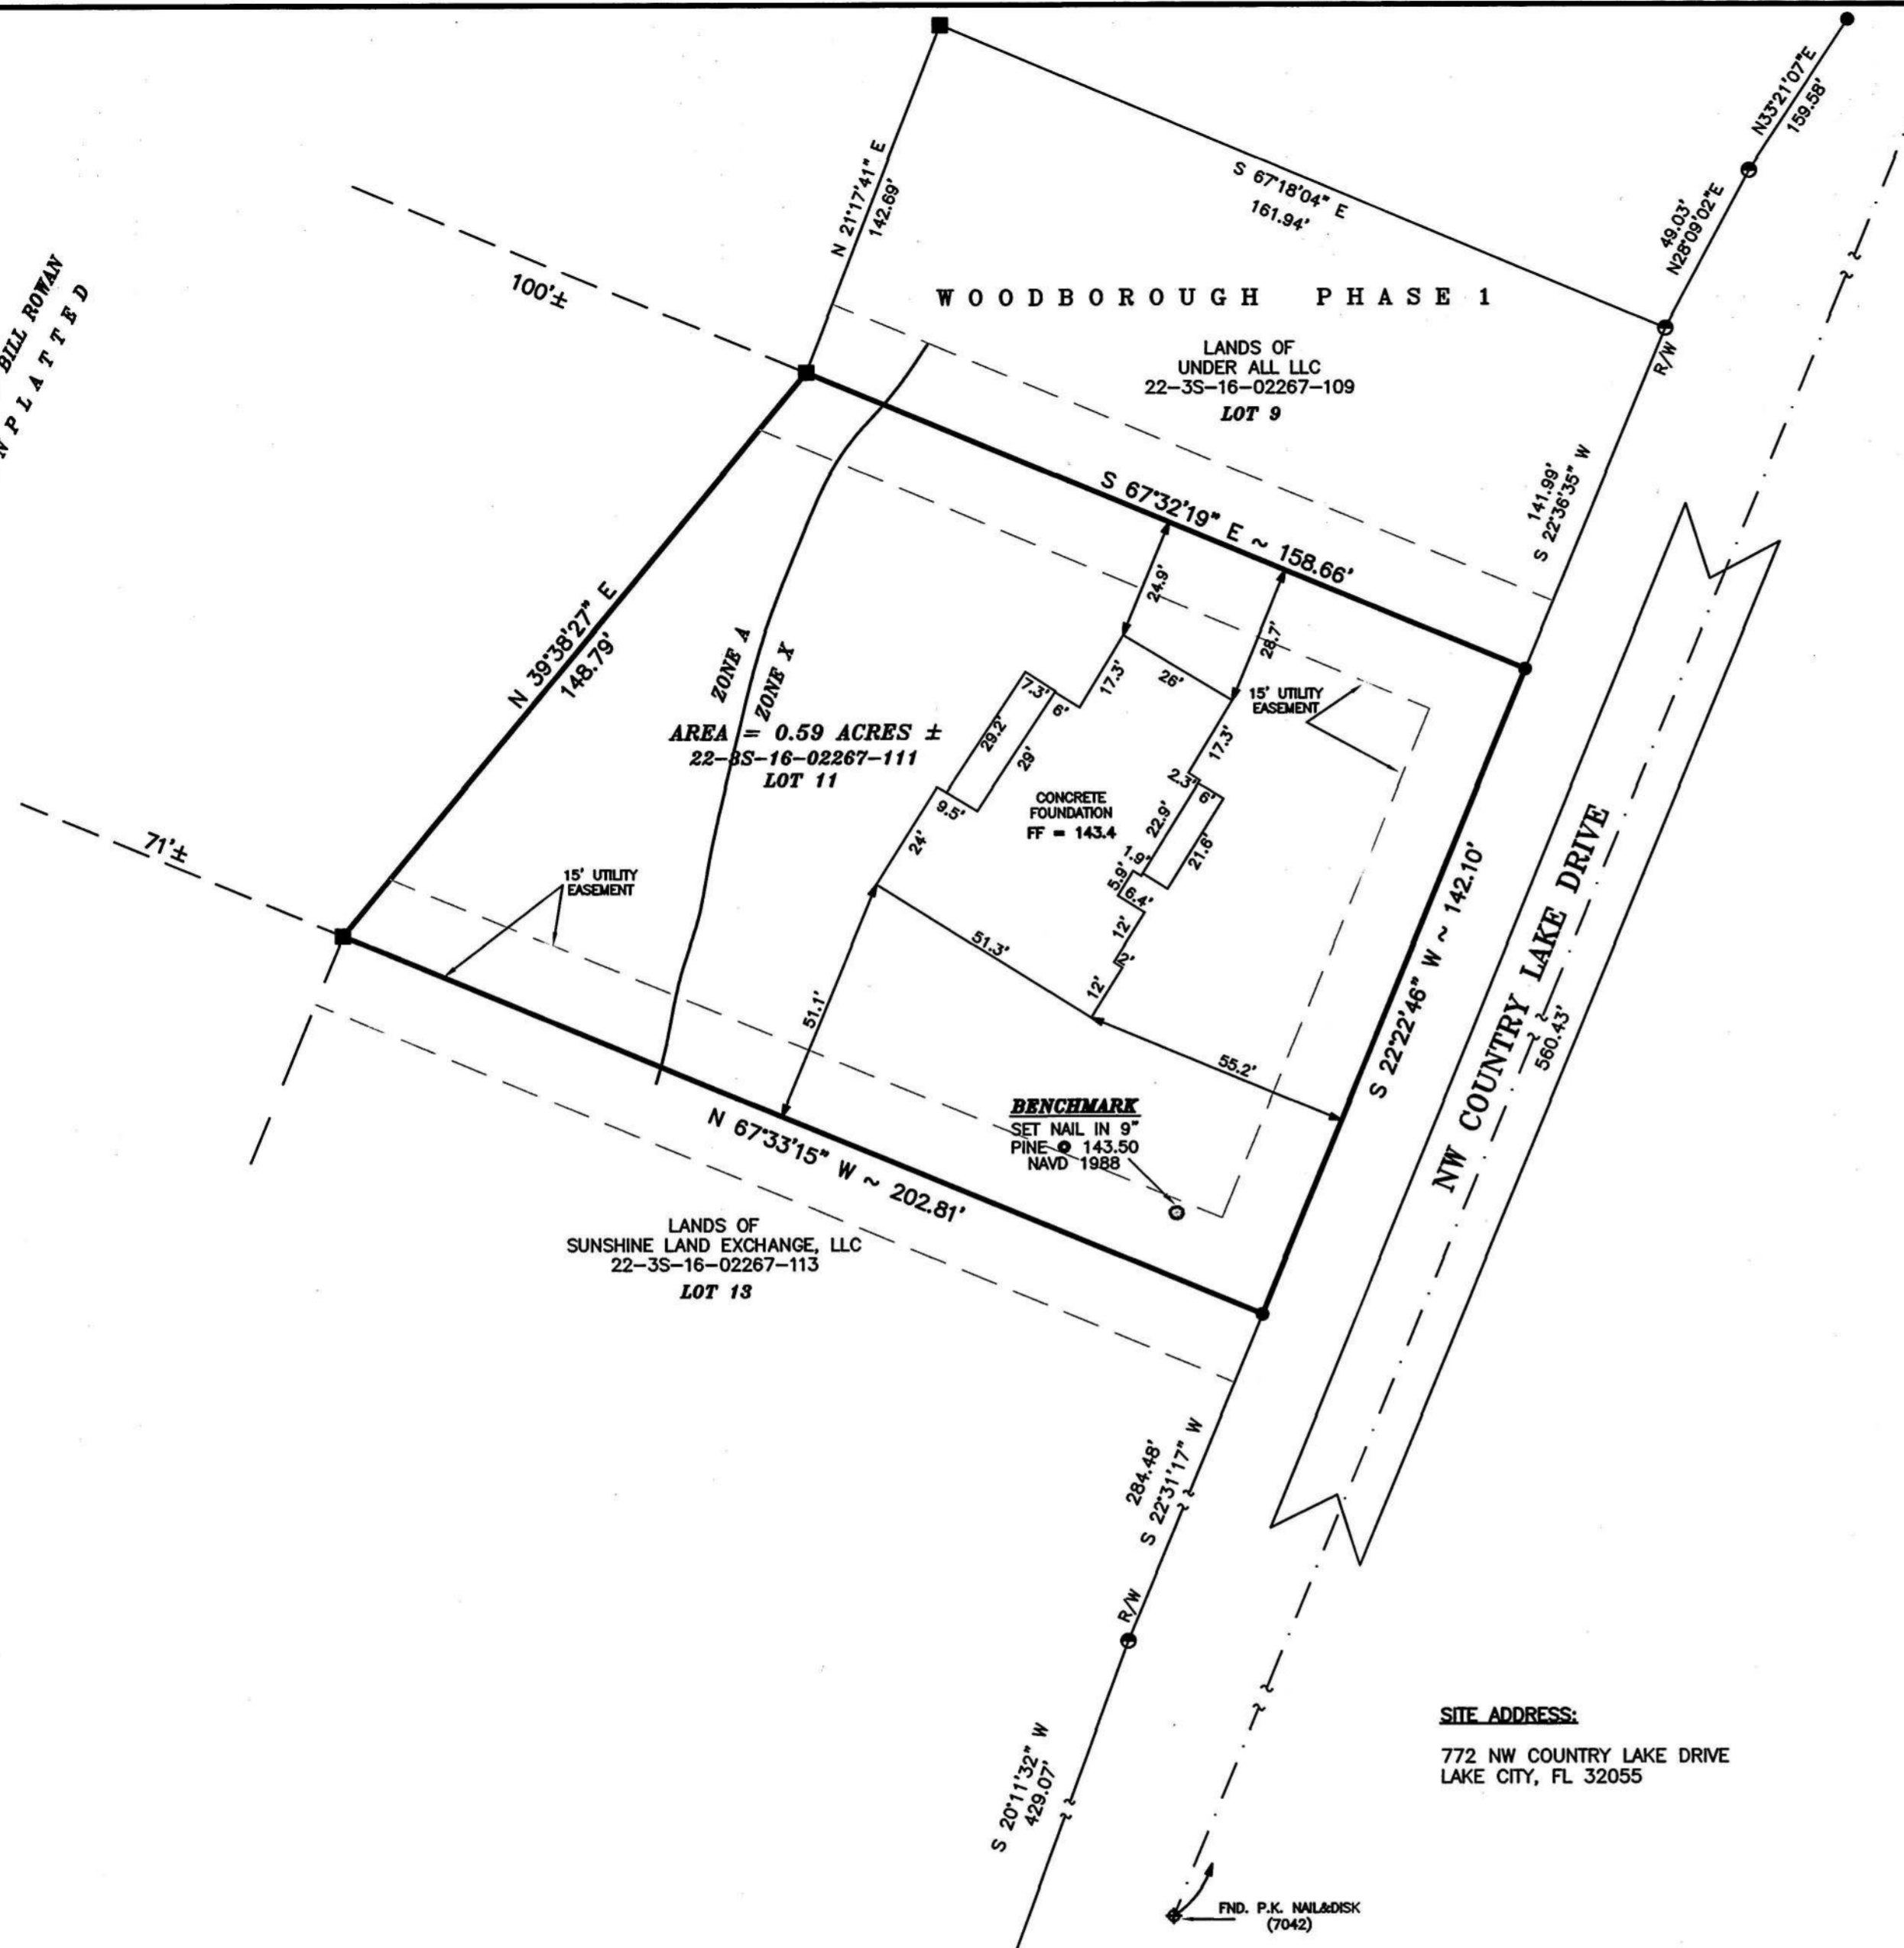 N33°21'07"E
159.58'
N 21°17'41" E
142.69'
S 67°18'04" E
161.94'
49.03'
N28°09'02"E
BILL ROWAN
PLATTED
100'±
WOODBOROUGH PHASE 1
R/W
LANDS OF
UNDER ALL LLC
22-3S-16-02267-109
LOT 9
141.99'
S 22°36'35" W
S 67°32'19" E ~ 158.66'
N 39°38'27" E
148.79'
24.9'
28.7'
ZONE A
ZONE X
17.3'
26'
7.3'
6'
15' UTILITY
EASEMENT
AREA = 0.59 ACRES ±
22-3S-16-02267-111
LOT 11
29.2'
29'
17.3'
2.3'
6'
CONCRETE
FOUNDATION
FF = 143.4
9.5'
24'
22.9'
21.6'
1.9'
5.9'
6.4'
12'
2'
12'
71'±
15' UTILITY
EASEMENT
51.3'
51.1'
55.2'
S 22°22'46" W ~ 142.10'
NW COUNTRY LAKE DRIVE
560.43'
BENCHMARK
SET NAIL IN 9"
PINE @ 143.50
NAVD 1988
N 67°33'15" W ~ 202.81'
LANDS OF
SUNSHINE LAND EXCHANGE, LLC
22-3S-16-02267-113
LOT 13
284.48'
S 22°31'17" W
R/W
S 20°11'32" W
429.07'
SITE ADDRESS:
772 NW COUNTRY LAKE DRIVE
LAKE CITY, FL 32055
FND. P.K. NAIL&DISK
(7042)